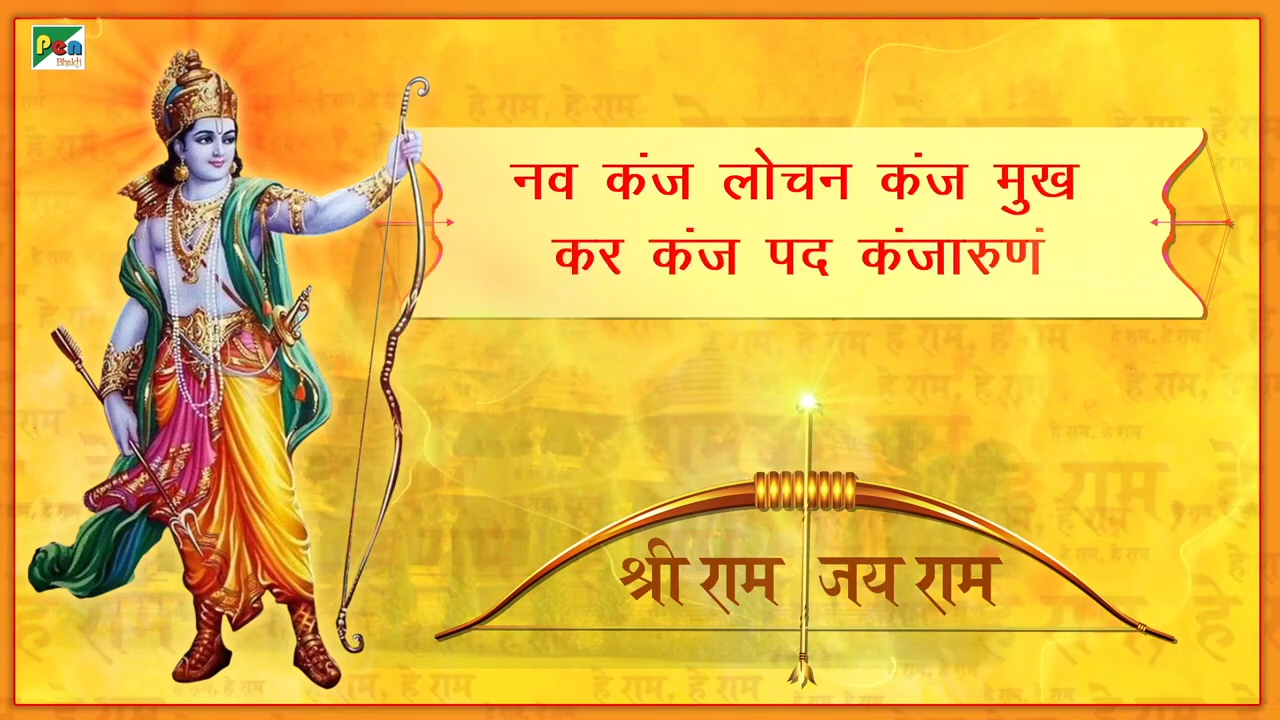 Pen
Bhakti
नव कंज लोचन कंज मुख
कर कंज पद कंजारुणं
श्री राम जय राम
हे राम, हे राम